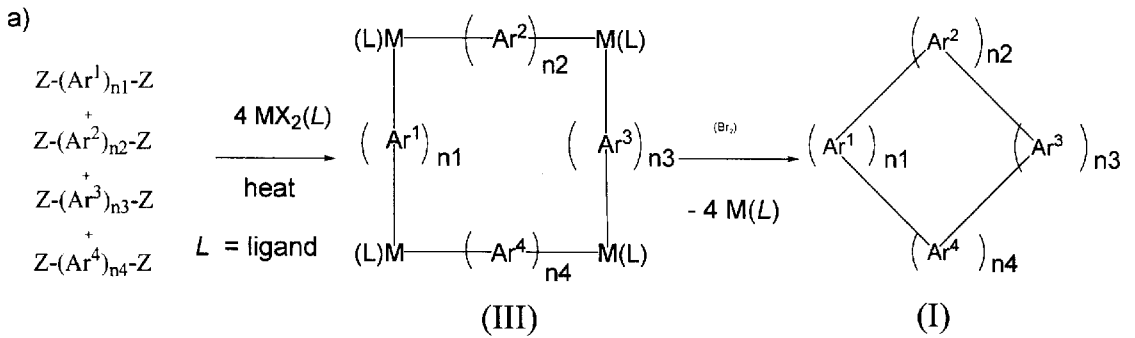 a)
Z-(Ar¹)n1-Z
+
Z-(Ar²)n2-Z
+
Z-(Ar³)n3-Z
+
Z-(Ar⁴)n4-Z
4 MX₂(L)
heat
L = ligand
(L)M (Ar²)n2 M(L)
(Ar¹)n1 (Ar³)n3
(L)M (Ar⁴)n4 M(L)
(III)
(Br₂)
- 4 M(L)
(Ar²)n2
(Ar¹)n1 (Ar³)n3
(Ar⁴)n4
(I)